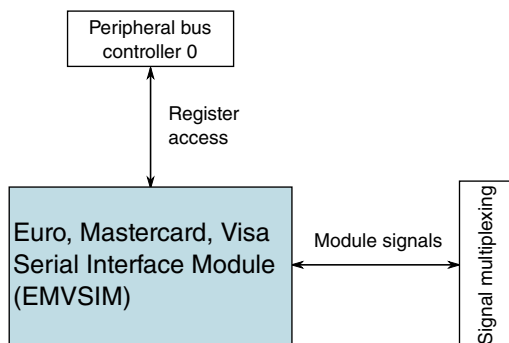 Peripheral bus
controller 0
Register
access
Euro, Mastercard, Visa
Serial Interface Module
(EMVSIM)
Module signals
Signal multiplexing